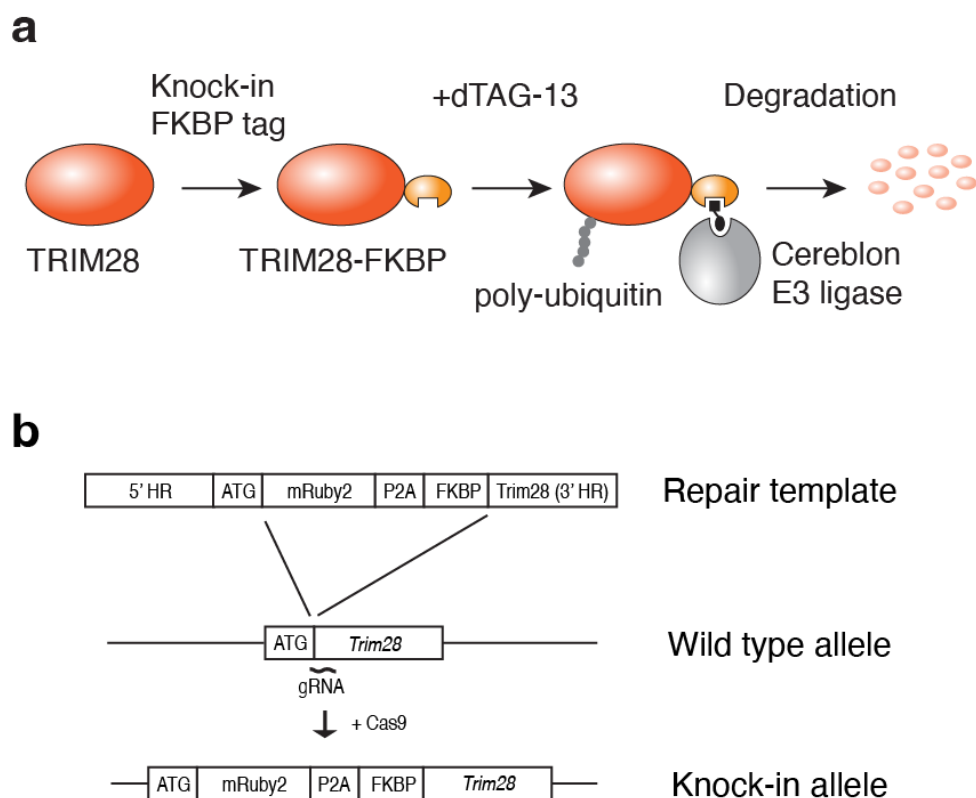 a
Knock-in
FKBP tag
+dTAG-13
Degradation
TRIM28
TRIM28-FKBP
poly-ubiquitin
Cereblon
E3 ligase
b
5' HR ATG mRuby2 P2A FKBP Trim28 (3' HR) Repair template
ATG Trim28 Wild type allele
gRNA
+ Cas9
ATG mRuby2 P2A FKBP Trim28 Knock-in allele